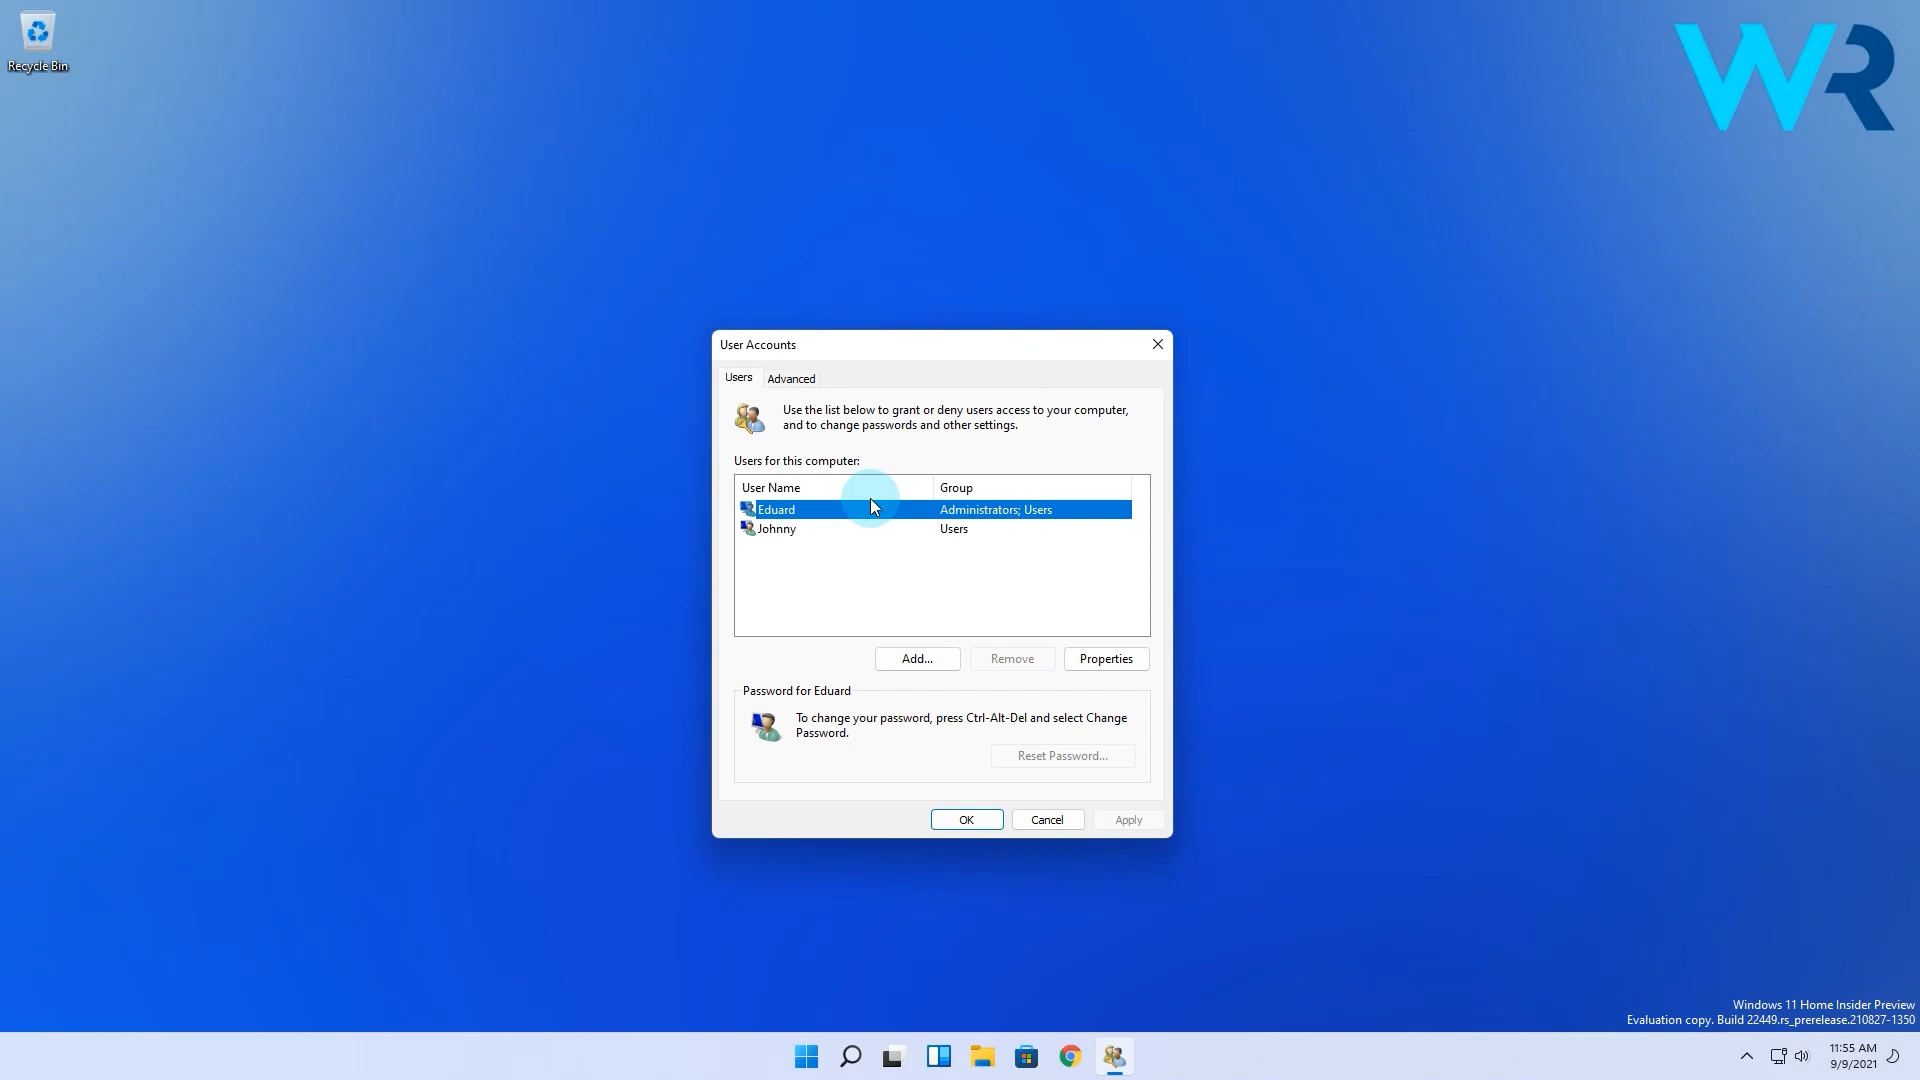 Recycle Bin
WR
User Accounts
Users
Advanced
Use the list below to grant or deny users access to your computer,
and to change passwords and other settings.
Users for this computer:
User Name
Group
Eduard
Administrators; Users
Johnny
Users
Add...
Remove
Properties
Password for Eduard
To change your password, press Ctrl-Alt-Del and select Change
Password.
Reset Password...
OK
Cancel
Apply
Windows 11 Home Insider Preview
Evaluation copy. Build 22449.rs_prerelease.210827-1350
11:55 AM
9/9/2021